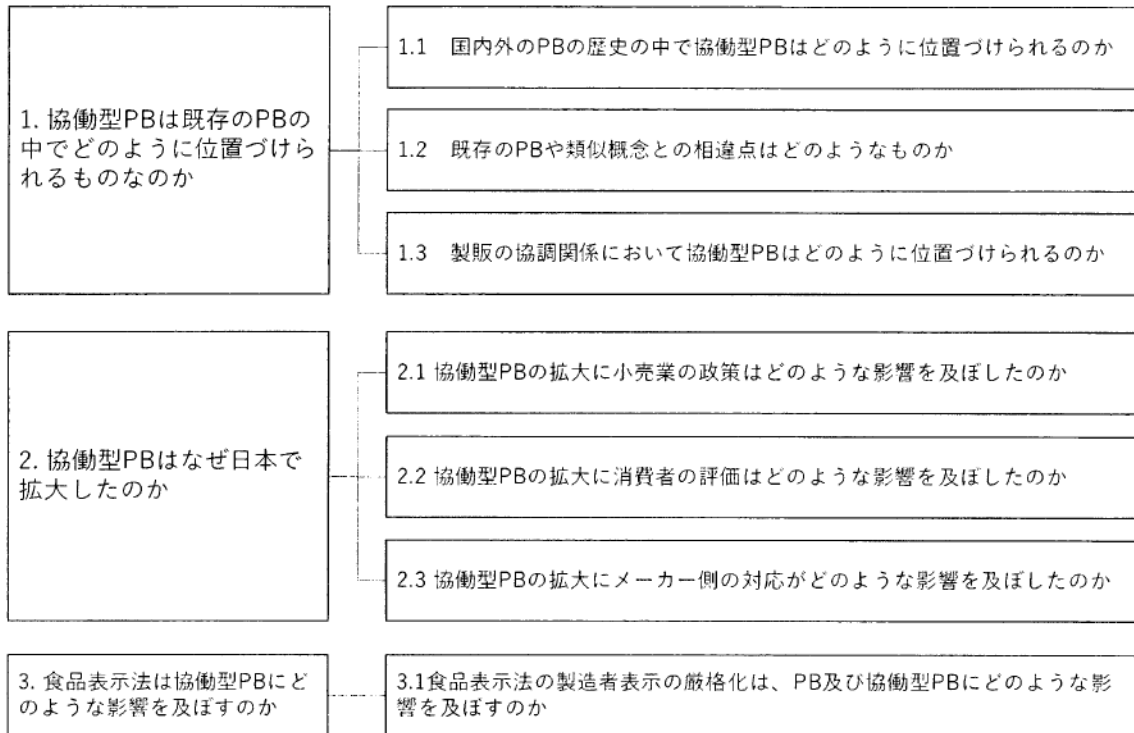 1. 協働型PBは既存のPBの
中でどのように位置づけら
れるものなのか
1.1 国内外のPBの歴史の中で協働型PBはどのように位置づけられるのか
1.2 既存のPBや類似概念との相違点はどのようなものか
1.3 製販の協調関係において協働型PBはどのように位置づけられるのか
2. 協働型PBはなぜ日本で
拡大したのか
2.1 協働型PBの拡大に小売業の政策はどのような影響を及ぼしたのか
2.2 協働型PBの拡大に消費者の評価はどのような影響を及ぼしたのか
2.3 協働型PBの拡大にメーカー側の対応がどのような影響を及ぼしたのか
3. 食品表示法は協働型PBにど
のような影響を及ぼすのか
3.1食品表示法の製造者表示の厳格化は、PB及び協働型PBにどのような影
響を及ぼすのか